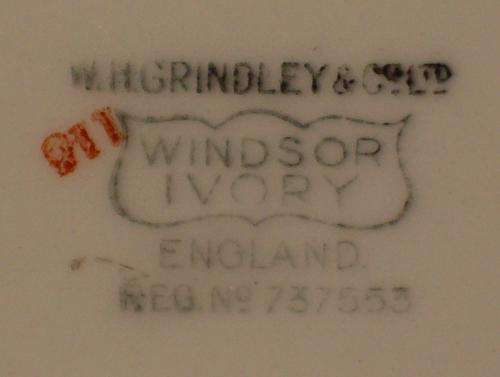 W.H.GRINDLEY & Cº LTD
911
WINDSOR
IVORY
ENGLAND.
REG. Nº 737553